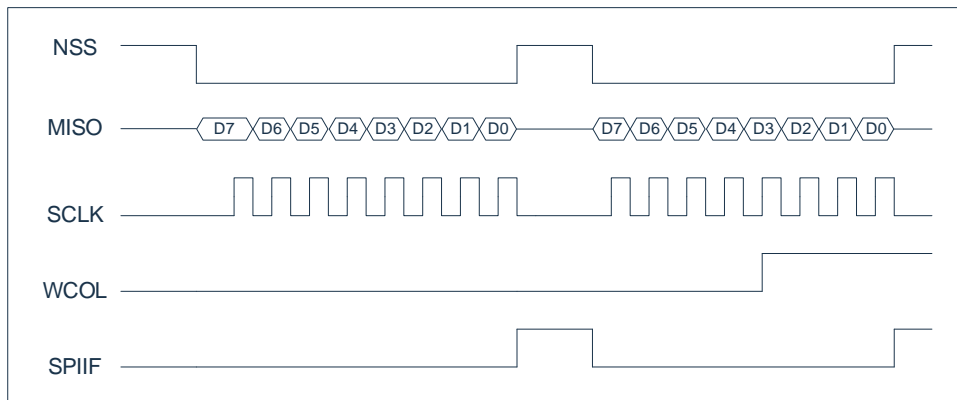 NSS
MISO D7 D6 D5 D4 D3 D2 D1 D0 D7 D6 D5 D4 D3 D2 D1 D0
SCLK
WCOL
SPIIF